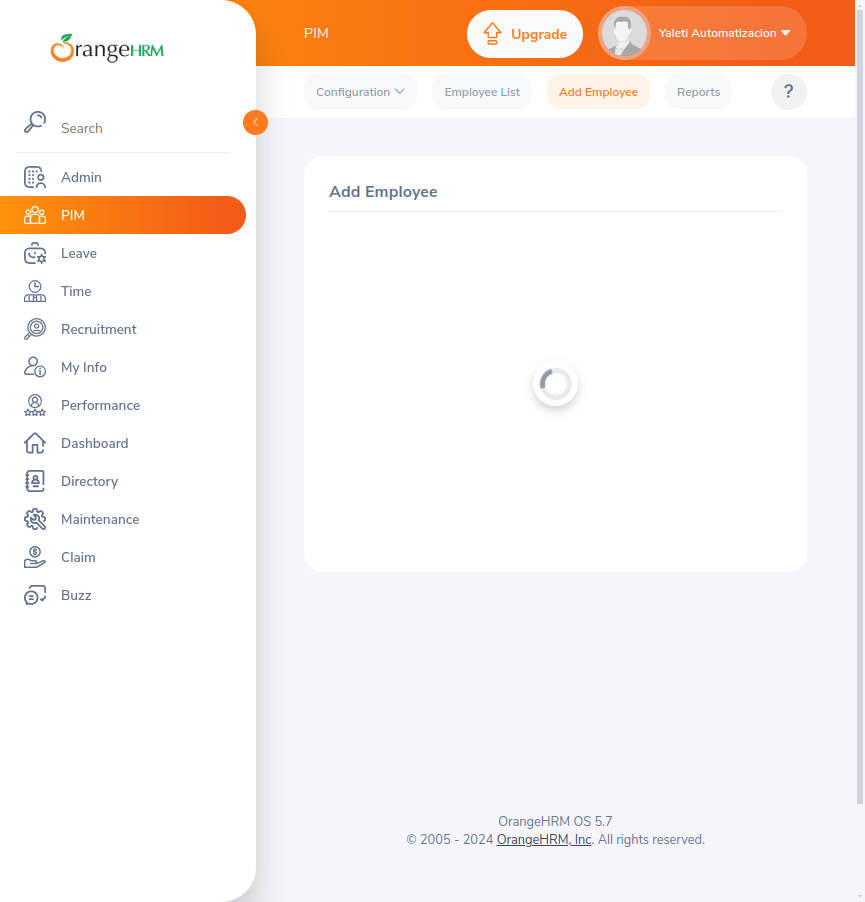 OrangeHRM
Search
Admin
PIM
Leave
Time
Recruitment
My Info
Performance
Dashboard
Directory
Maintenance
Claim
Buzz
PIM
Upgrade
Yaleti Automatizacion
Configuration
Employee List
Add Employee
Reports
?
Add Employee
OrangeHRM OS 5.7
© 2005 - 2024 OrangeHRM, Inc. All rights reserved.